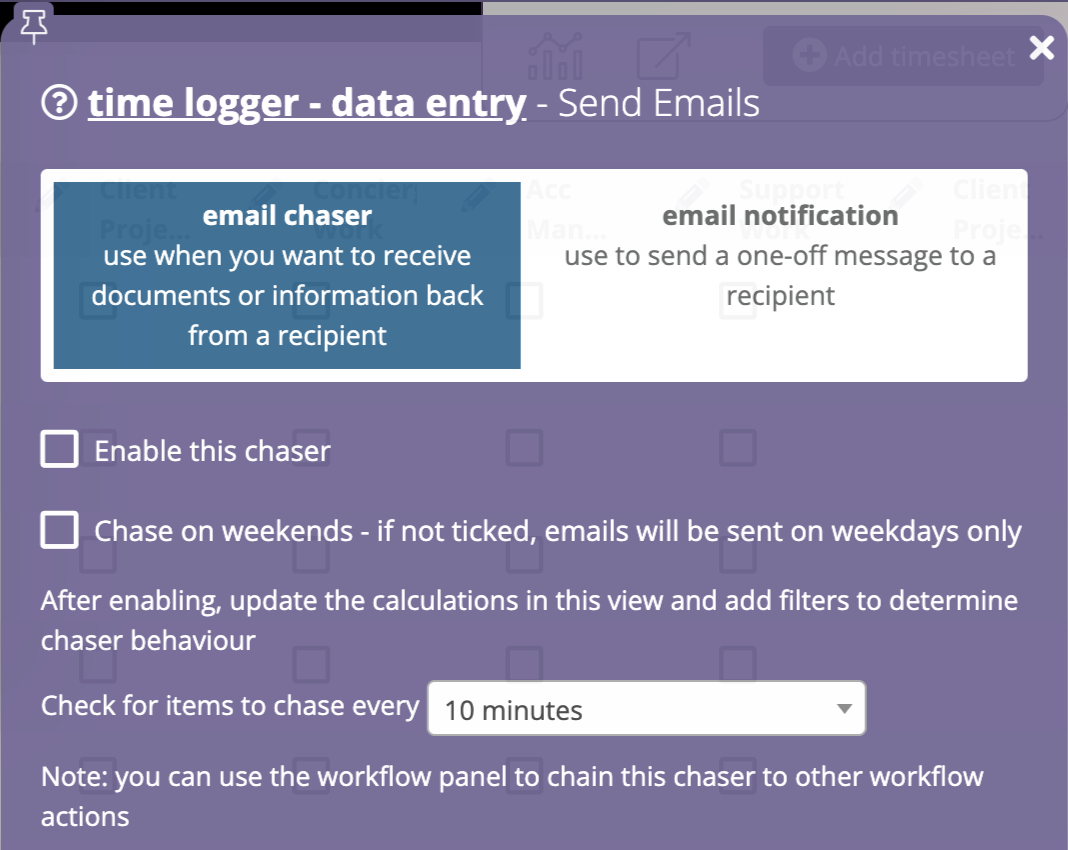 Add timesheet
time logger - data entry - Send Emails
Client Proje...
Concierg Work
Acc Man...
Support Work
Client Proje...
email chaser
use when you want to receive
documents or information back
from a recipient
email notification
use to send a one-off message to a
recipient
Enable this chaser
Chase on weekends - if not ticked, emails will be sent on weekdays only
After enabling, update the calculations in this view and add filters to determine
chaser behaviour
Check for items to chase every 10 minutes
Note: you can use the workflow panel to chain this chaser to other workflow
actions